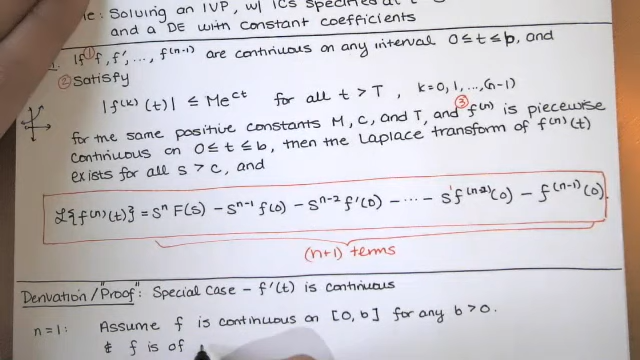 : Solving an IVP, w/ ICs specified at t
and a DE with constant coefficients
1. If ① f, f', ..., f^(n-1) are continuous on any interval 0≤t≤b, and
② Satisfy
|f^(k)(t)| ≤ Me^ct for all t > T , k=0, 1, ..., (n-1)
for the same positive constants M, C, and T, and ③ f^(n) is piecewise
continuous on 0≤t≤b, then the Laplace transform of f^(n)(t)
exists for all s > c, and
ℒ{f^(n)(t)} = s^n F(s) - s^n-1 f(0) - s^n-2 f'(0) - ... - s^1 f^(n-2)(0) - f^(n-1)(0).
(n+1) terms
Derivation/"Proof": Special Case - f'(t) is continuous
n=1: Assume f is continuous on [0, b] for any b > 0.
& f is of